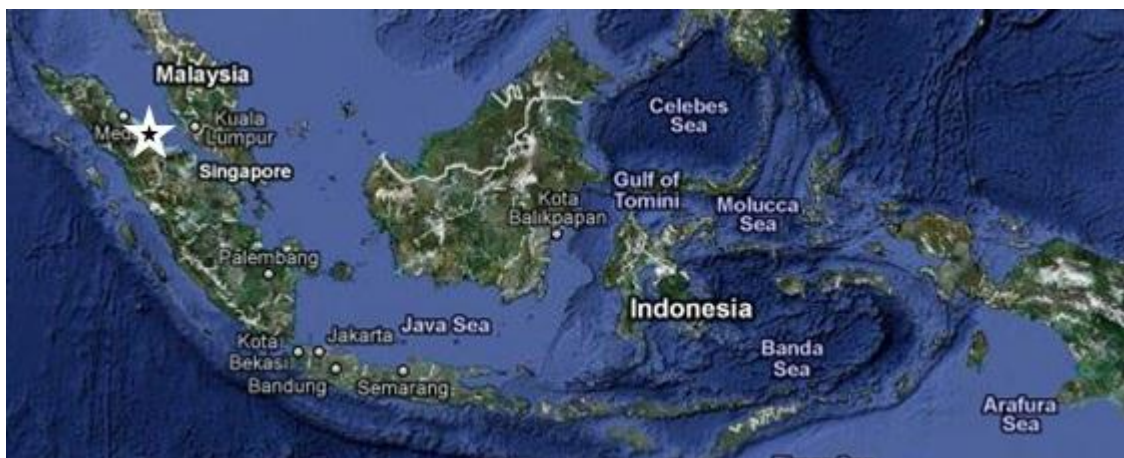 Malaysia
Kuala
Lumpur
Singapore
Palembang
Kota
Bekasi
Jakarta
Bandung
Semarang
Java Sea
Kota
Balikpapan
Celebes
Sea
Gulf of
Tomini
Molucca
Sea
Indonesia
Banda
Sea
Arafura
Sea